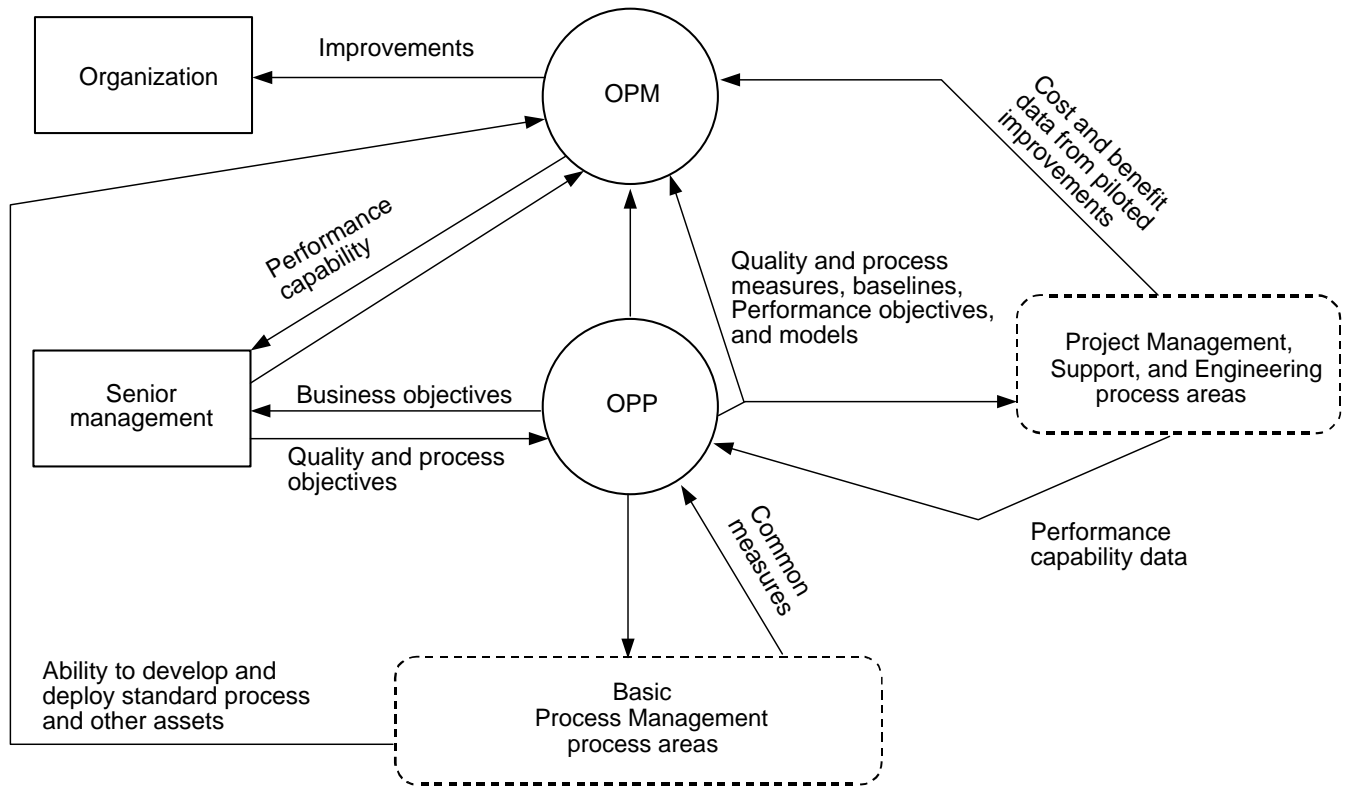 Improvements
Organization
OPM
Cost and benefit
data from piloted
improvements
Performance
capability
Quality and process
measures, baselines,
Performance objectives,
and models
Project Management,
Support, and Engineering
process areas
Senior
management
Business objectives
OPP
Quality and process
objectives
Common
measures
Performance
capability data
Ability to develop and
deploy standard process
and other assets
Basic
Process Management
process areas